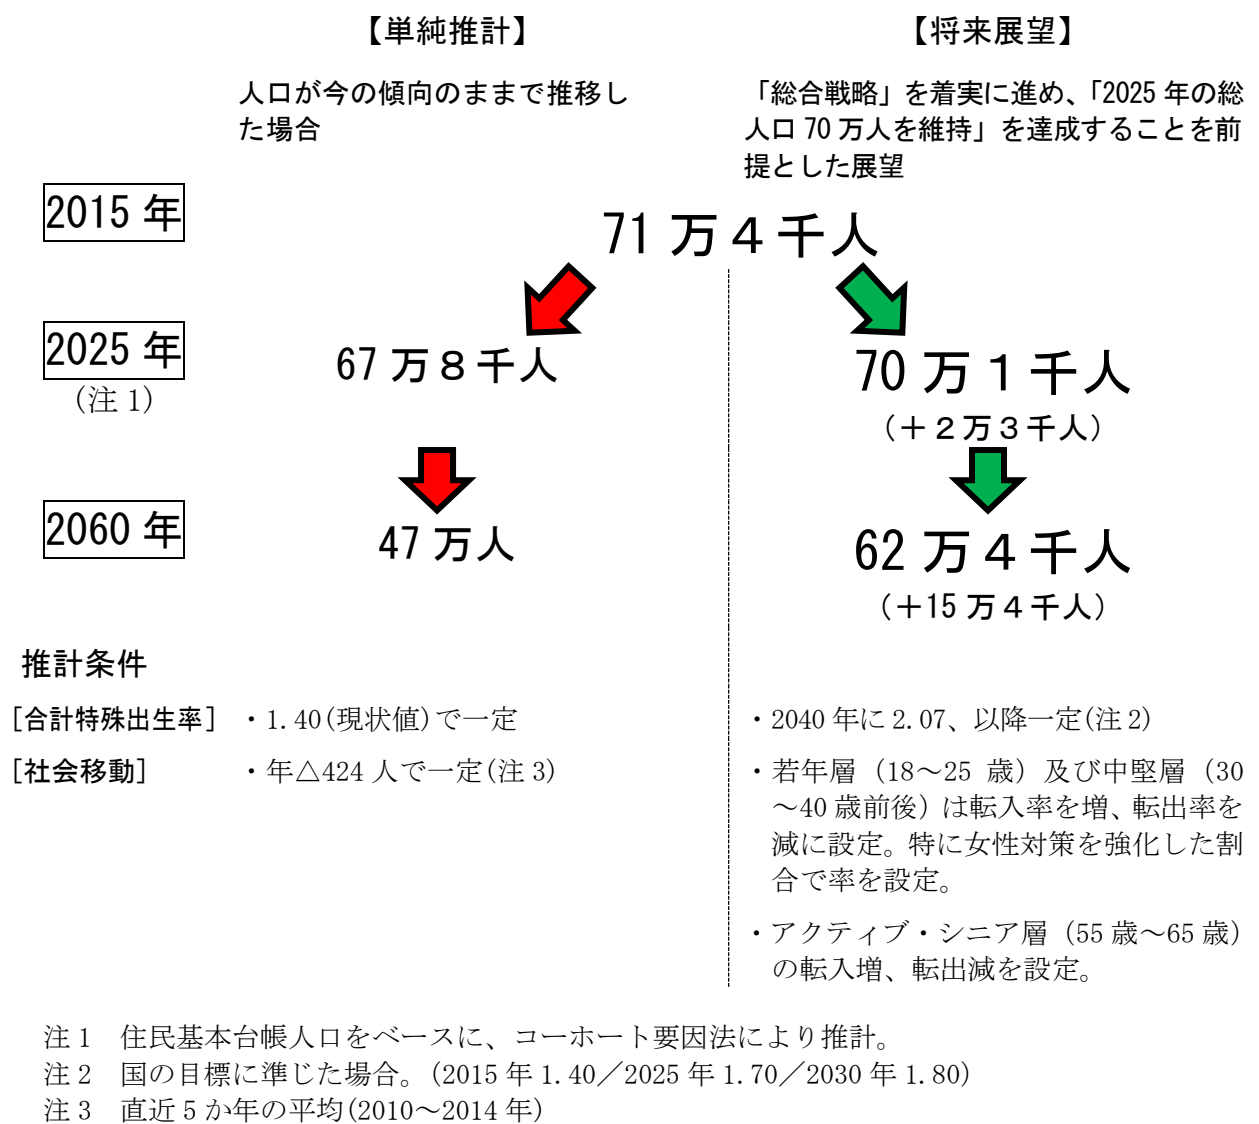 【単純推計】
【将来展望】
人口が今の傾向のままで推移し
た場合
「総合戦略」を着実に進め、「2025 年の総
人口 70 万人を維持」を達成することを前
提とした展望
2015 年
71 万４千人
2025 年
(注 1)
67 万８千人
70 万１千人
（＋２万３千人）
2060 年
47 万人
62 万４千人
（＋15 万４千人）
推計条件
［合計特殊出生率］
・1.40(現状値)で一定
・2040 年に 2.07、以降一定(注 2)
［社会移動］
・年△424 人で一定(注 3)
・若年層（18～25 歳）及び中堅層（30
～40 歳前後）は転入率を増、転出率を
減に設定。特に女性対策を強化した割
合で率を設定。
・アクティブ・シニア層（55 歳～65 歳）
の転入増、転出減を設定。
注１　住民基本台帳人口をベースに、コーホート要因法により推計。
注２　国の目標に準じた場合。(2015 年 1.40／2025 年 1.70／2030 年 1.80)
注３　直近５か年の平均(2010～2014 年)